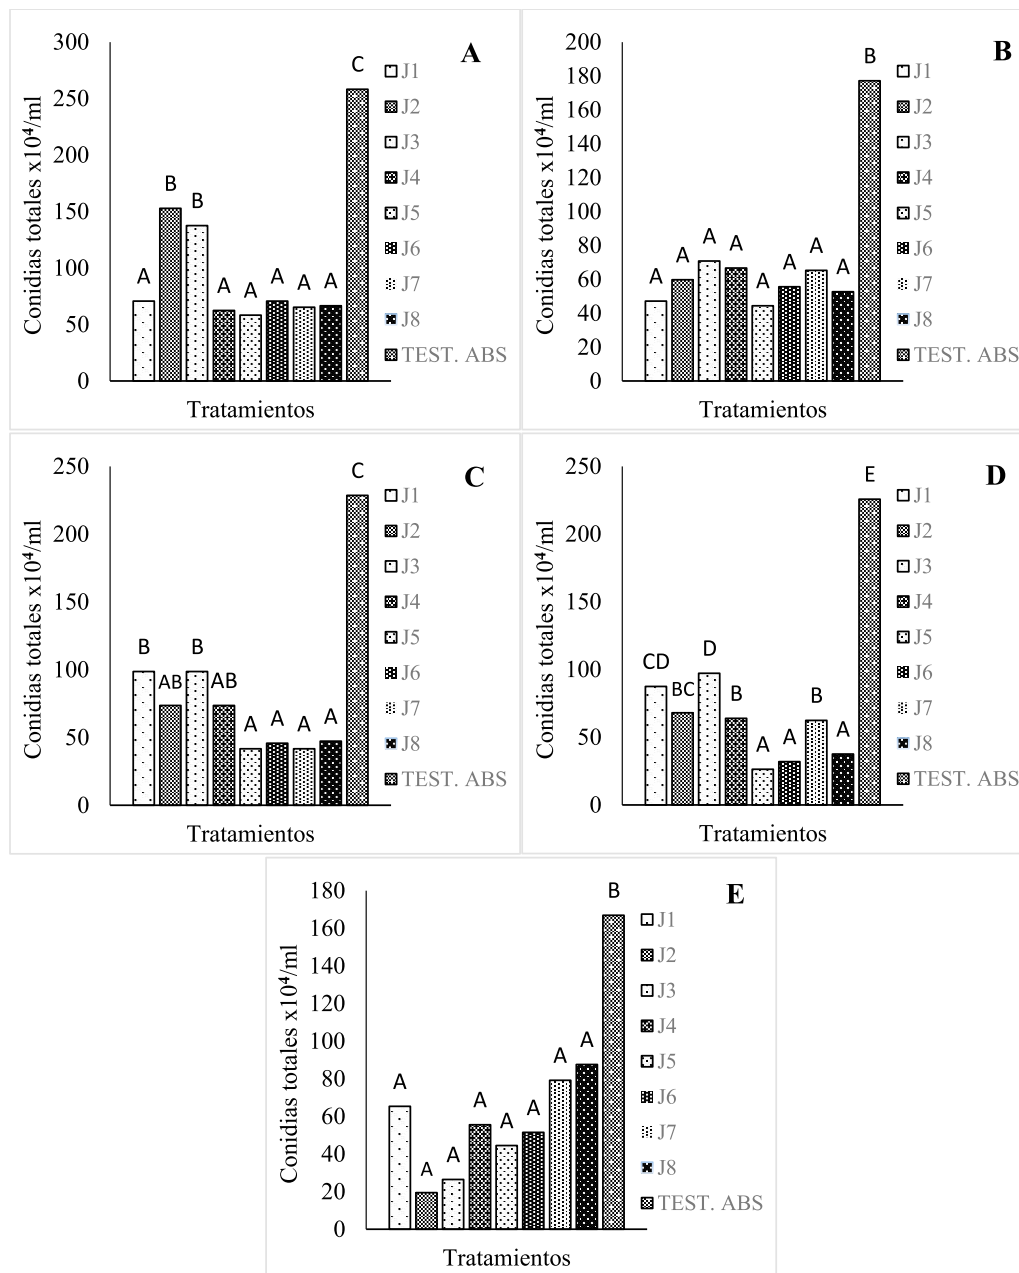 A
Conidias totales x10⁴/ml
300
250
200
150
100
50
0
A
B
B
A
A
A
A
A
C
J1
J2
J3
J4
J5
J6
J7
J8
TEST. ABS
Tratamientos
B
Conidias totales x10⁴/ml
200
180
160
140
120
100
80
60
40
20
0
A
A
A
A
A
A
A
A
B
J1
J2
J3
J4
J5
J6
J7
J8
TEST. ABS
Tratamientos
C
Conidias totales x10⁴/ml
250
200
150
100
50
0
B
AB
B
AB
A
A
A
A
C
J1
J2
J3
J4
J5
J6
J7
J8
TEST. ABS
Tratamientos
D
Conidias totales x10⁴/ml
250
200
150
100
50
0
CD
BC
D
B
A
A
B
A
E
J1
J2
J3
J4
J5
J6
J7
J8
TEST. ABS
Tratamientos
E
Conidias totales x10⁴/ml
180
160
140
120
100
80
60
40
20
0
A
A
A
A
A
A
A
A
B
J1
J2
J3
J4
J5
J6
J7
J8
TEST. ABS
Tratamientos